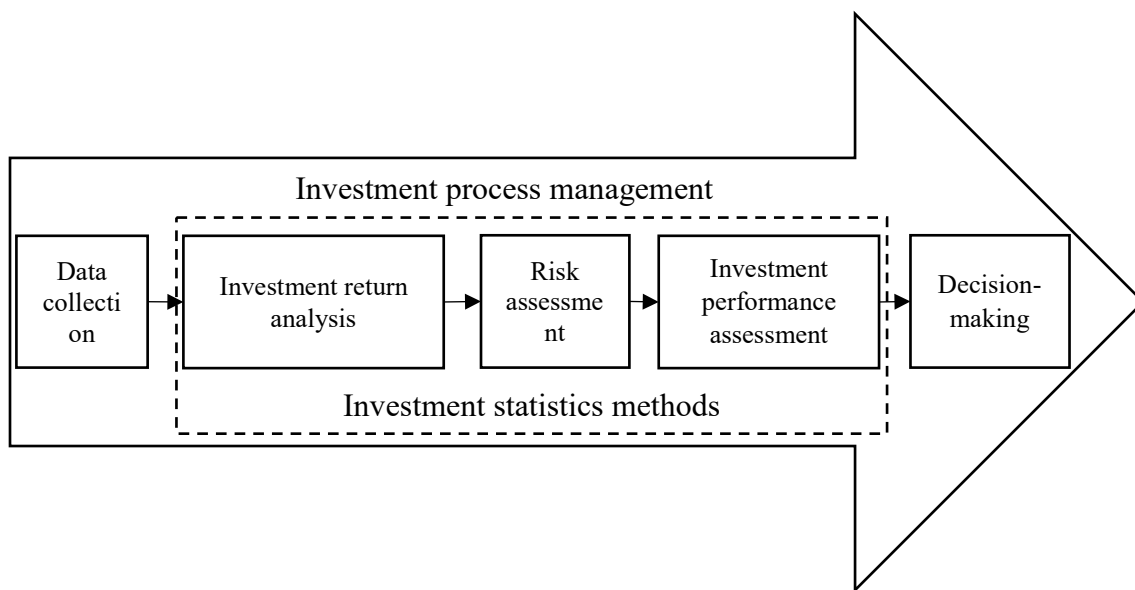 Investment process management
Data
collecti
on
Investment return
analysis
Risk
assessme
nt
Investment
performance
assessment
Decision-
making
Investment statistics methods